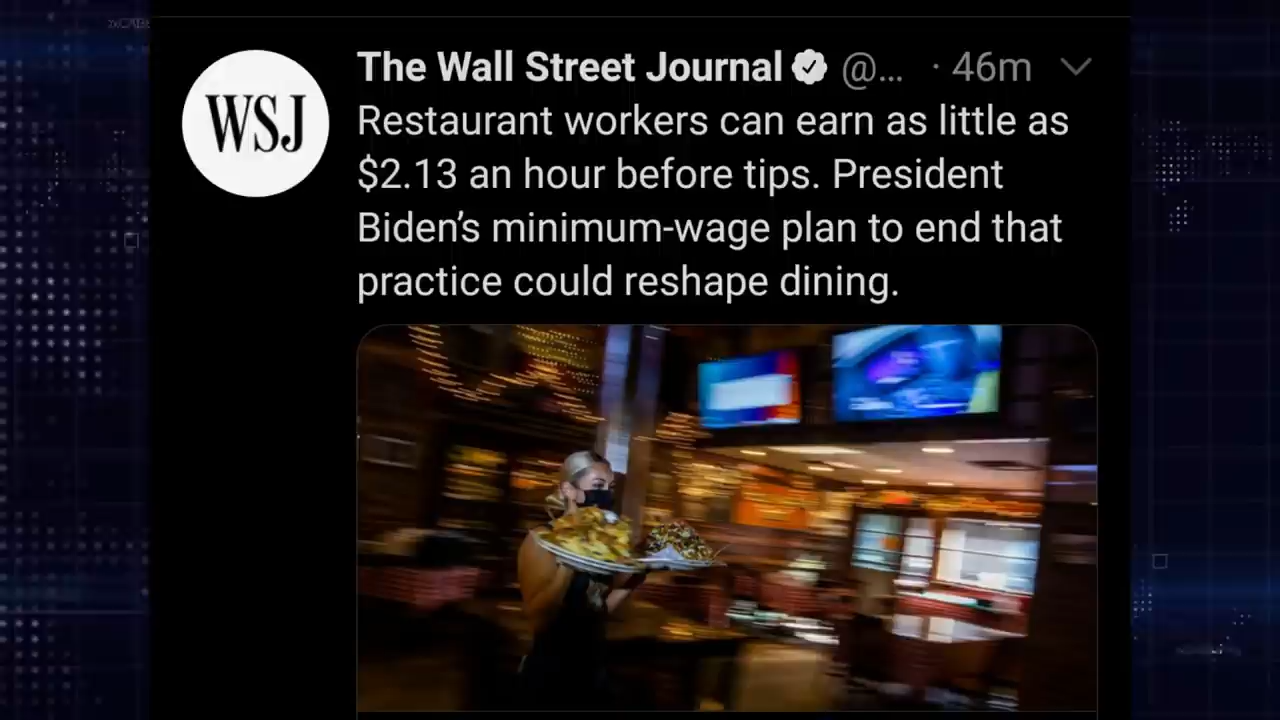 The Wall Street Journal @... · 46m
WSJ
Restaurant workers can earn as little as
$2.13 an hour before tips. President
Biden's minimum-wage plan to end that
practice could reshape dining.